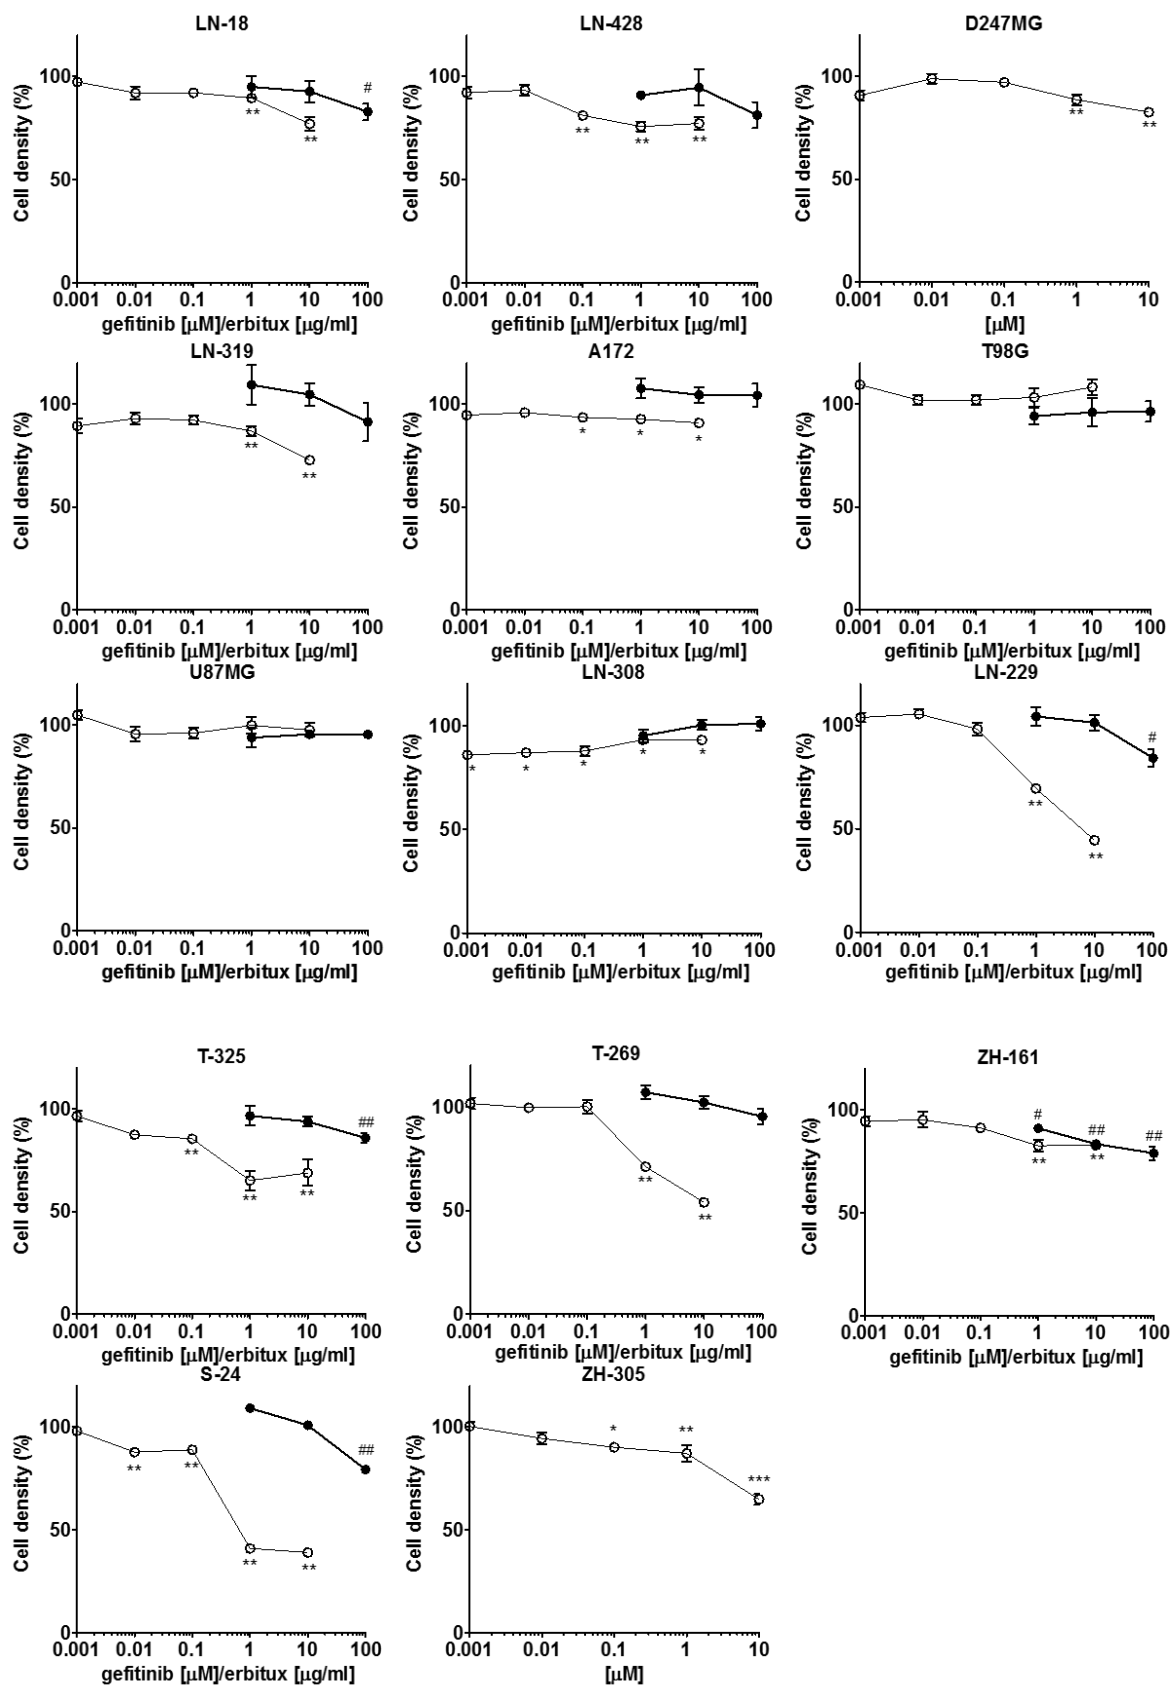 LN-18
Cell density (%)
100
50
0
#
**
**
0.001 0.01 0.1 1 10 100
gefitinib [µM]/erbitux [µg/ml]
LN-428
Cell density (%)
100
50
0
**
**
**
0.001 0.01 0.1 1 10 100
gefitinib [µM]/erbitux [µg/ml]
D247MG
Cell density (%)
100
50
0
**
**
0.001 0.01 0.1 1 10
[µM]
LN-319
Cell density (%)
100
50
0
**
**
0.001 0.01 0.1 1 10 100
gefitinib [µM]/erbitux [µg/ml]
A172
Cell density (%)
100
50
0
*
*
*
0.001 0.01 0.1 1 10 100
gefitinib [µM]/erbitux [µg/ml]
T98G
Cell density (%)
100
50
0
0.001 0.01 0.1 1 10 100
gefitinib [µM]/erbitux [µg/ml]
U87MG
Cell density (%)
100
50
0
0.001 0.01 0.1 1 10 100
gefitinib [µM]/erbitux [µg/ml]
LN-308
Cell density (%)
100
50
0
*
*
*
*
*
0.001 0.01 0.1 1 10 100
gefitinib [µM]/erbitux [µg/ml]
LN-229
Cell density (%)
100
50
0
#
**
**
0.001 0.01 0.1 1 10 100
gefitinib [µM]/erbitux [µg/ml]
T-325
Cell density (%)
100
50
0
##
**
**
**
0.001 0.01 0.1 1 10 100
gefitinib [µM]/erbitux [µg/ml]
T-269
Cell density (%)
100
50
0
**
**
0.001 0.01 0.1 1 10 100
gefitinib [µM]/erbitux [µg/ml]
ZH-161
Cell density (%)
100
50
0
#
##
##
**
**
0.001 0.01 0.1 1 10 100
gefitinib [µM]/erbitux [µg/ml]
S-24
Cell density (%)
100
50
0
##
**
**
**
**
0.001 0.01 0.1 1 10 100
gefitinib [µM]/erbitux [µg/ml]
ZH-305
Cell density (%)
100
50
0
*
**
***
0.001 0.01 0.1 1 10
[µM]